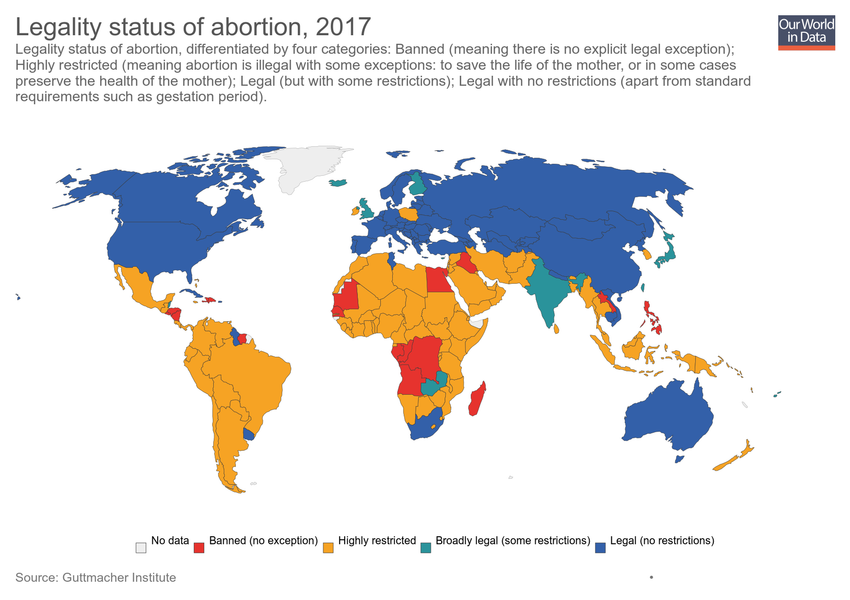 Legality status of abortion, 2017
Our World
in Data
Legality status of abortion, differentiated by four categories: Banned (meaning there is no explicit legal exception);
Highly restricted (meaning abortion is illegal with some exceptions: to save the life of the mother, or in some cases
preserve the health of the mother); Legal (but with some restrictions); Legal with no restrictions (apart from standard
requirements such as gestation period).
No data
Banned (no exception)
Highly restricted
Broadly legal (some restrictions)
Legal (no restrictions)
Source: Guttmacher Institute
•